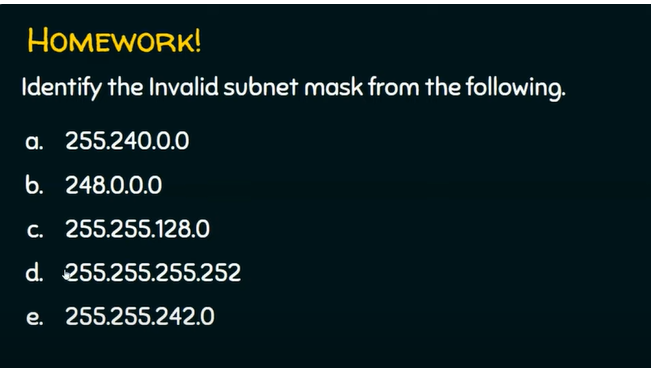 Homework!
Identify the Invalid subnet mask from the following.
a. 255.240.0.0
b. 248.0.0.0
c. 255.255.128.0
d. 255.255.255.252
e. 255.255.242.0